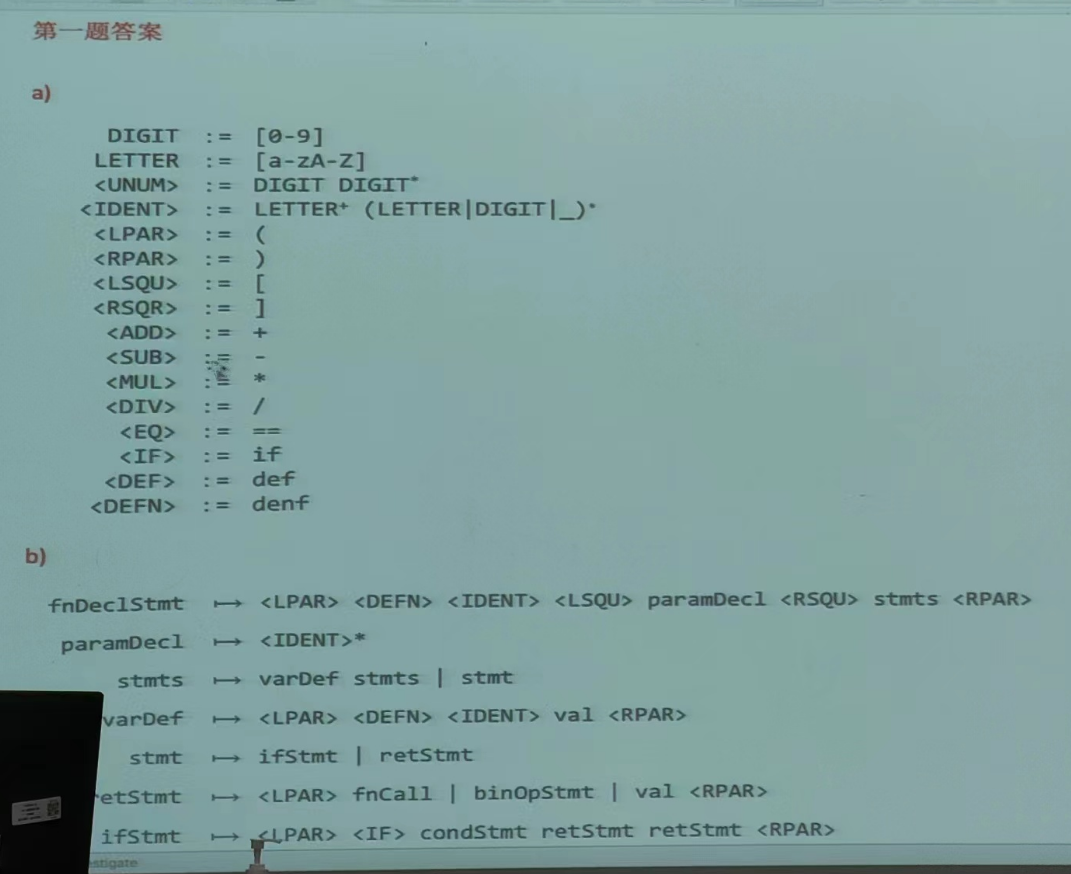 第一题答案
a)
DIGIT := [0-9]
LETTER := [a-zA-Z]
<UNUM> := DIGIT DIGIT*
<IDENT> := LETTER+ (LETTER|DIGIT|_)*
<LPAR> := (
<RPAR> := )
<LSQU> := [
<RSQR> := ]
<ADD> := +
<SUB> := -
<MUL> := *
<DIV> := /
<EQ> := ==
<IF> := if
<DEF> := def
<DEFN> := denf
b)
fnDeclStmt ↦ <LPAR> <DEFN> <IDENT> <LSQU> paramDecl <RSQU> stmts <RPAR>
paramDecl ↦ <IDENT>*
stmts ↦ varDef stmts | stmt
varDef ↦ <LPAR> <DEFN> <IDENT> val <RPAR>
stmt ↦ ifStmt | retStmt
etStmt ↦ <LPAR> fnCall | binOpStmt | val <RPAR>
ifStmt ↦ <LPAR> <IF> condStmt retStmt retStmt <RPAR>
stigate